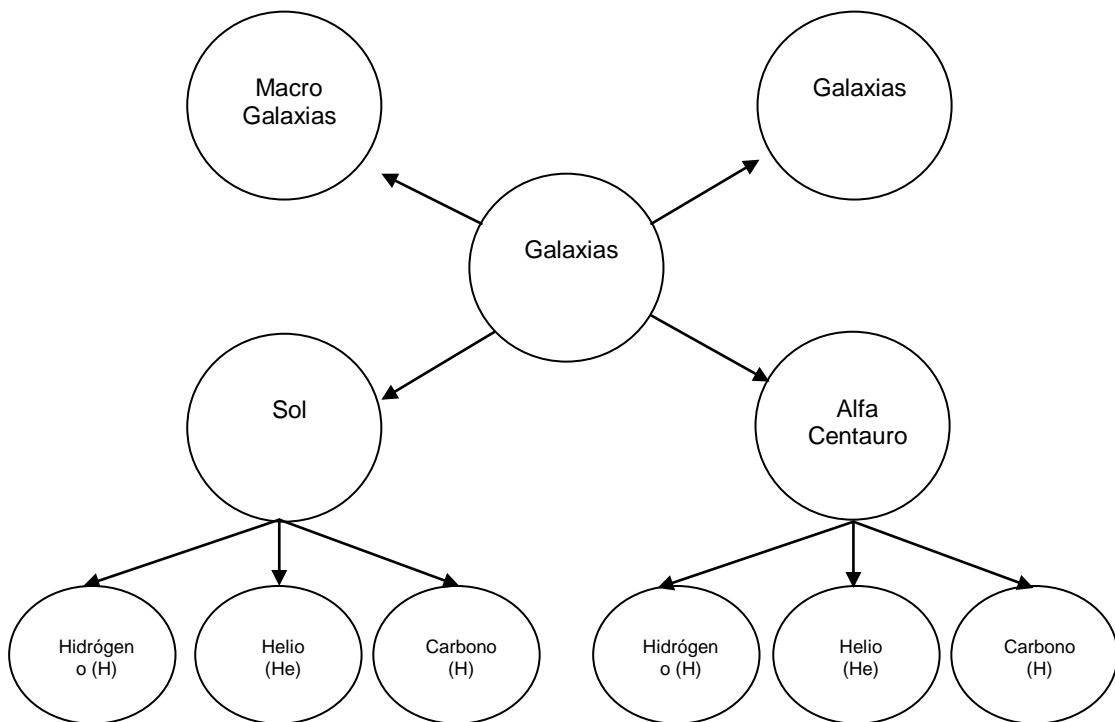 Macro
Galaxias
Galaxias
Galaxias
Sol
Alfa
Centauro
Hidrógen
o (H)
Helio
(He)
Carbono
(H)
Hidrógen
o (H)
Helio
(He)
Carbono
(H)